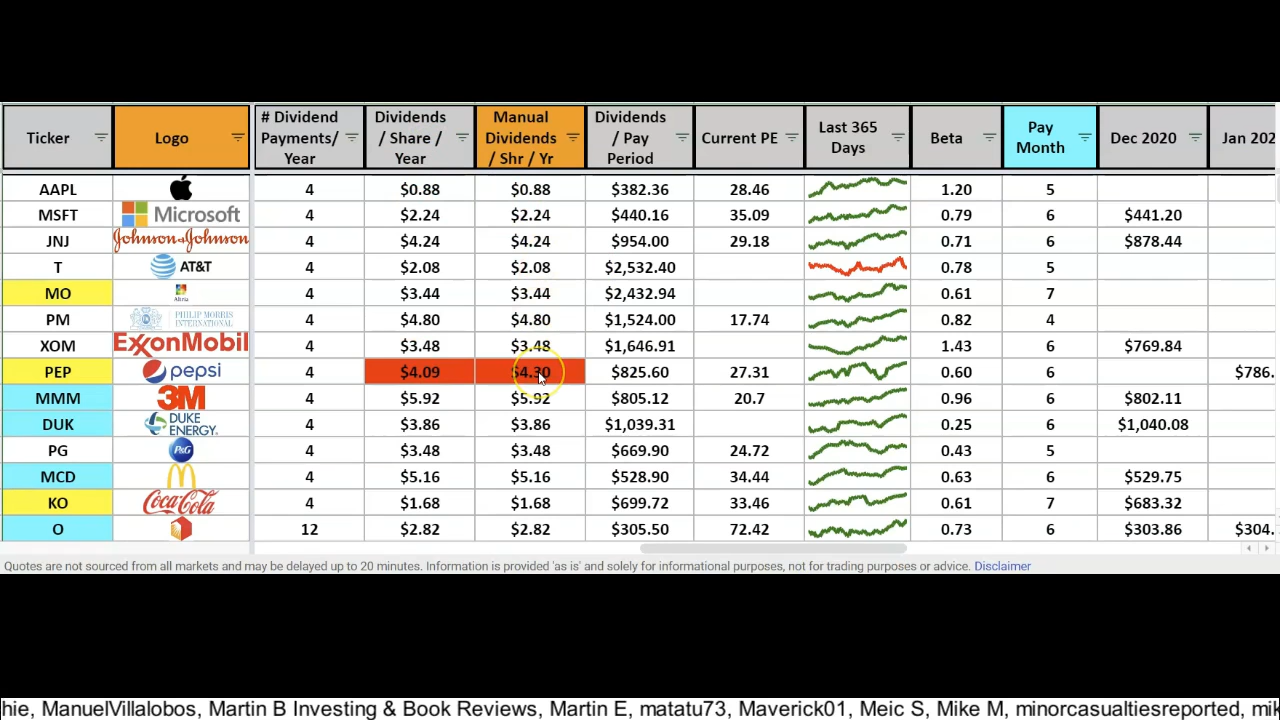 Ticker Logo # Dividend Payments/ Year Dividends / Share / Year Manual Dividends / Shr / Yr Dividends / Pay Period Current PE Last 365 Days Beta Pay Month Dec 2020 Jan 202
AAPL 4 $0.88 $0.88 $382.36 28.46 1.20 5
MSFT Microsoft 4 $2.24 $2.24 $440.16 35.09 0.79 6 $441.20
JNJ Johnson & Johnson 4 $4.24 $4.24 $954.00 29.18 0.71 6 $878.44
T AT&T 4 $2.08 $2.08 $2,532.40 0.78 5
MO Altria 4 $3.44 $3.44 $2,432.94 0.61 7
PM PHILIP MORRIS INTERNATIONAL 4 $4.80 $4.80 $1,524.00 17.74 0.82 4
XOM ExxonMobil 4 $3.48 $3.48 $1,646.91 1.43 6 $769.84
PEP pepsi 4 $4.09 $4.30 $825.60 27.31 0.60 6 $786.
MMM 3M 4 $5.92 $5.92 $805.12 20.7 0.96 6 $802.11
DUK DUKE ENERGY 4 $3.86 $3.86 $1,039.31 0.25 6 $1,040.08
PG P&G 4 $3.48 $3.48 $669.90 24.72 0.43 5
MCD 4 $5.16 $5.16 $528.90 34.44 0.63 6 $529.75
KO Coca-Cola 4 $1.68 $1.68 $699.72 33.46 0.61 7 $683.32
O 12 $2.82 $2.82 $305.50 72.42 0.73 6 $303.86 $304.
Quotes are not sourced from all markets and may be delayed up to 20 minutes. Information is provided 'as is' and solely for informational purposes, not for trading purposes or advice. Disclaimer
hie, ManuelVillalobos, Martin B Investing & Book Reviews, Martin E, matatu73, Maverick01, Meic S, Mike M, minorcasualtiesreported, mik